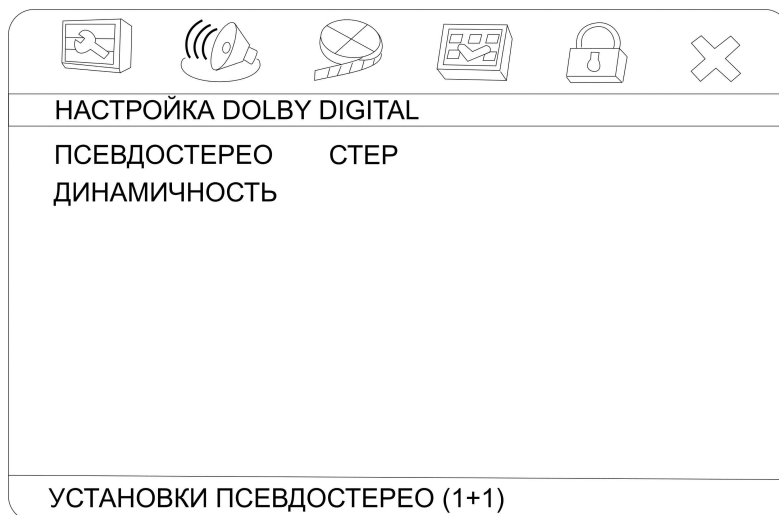 НАСТРОЙКА DOLBY DIGITAL
ПСЕВДОСТЕРЕО СТЕР
ДИНАМИЧНОСТЬ
УСТАНОВКИ ПСЕВДОСТЕРЕО (1+1)